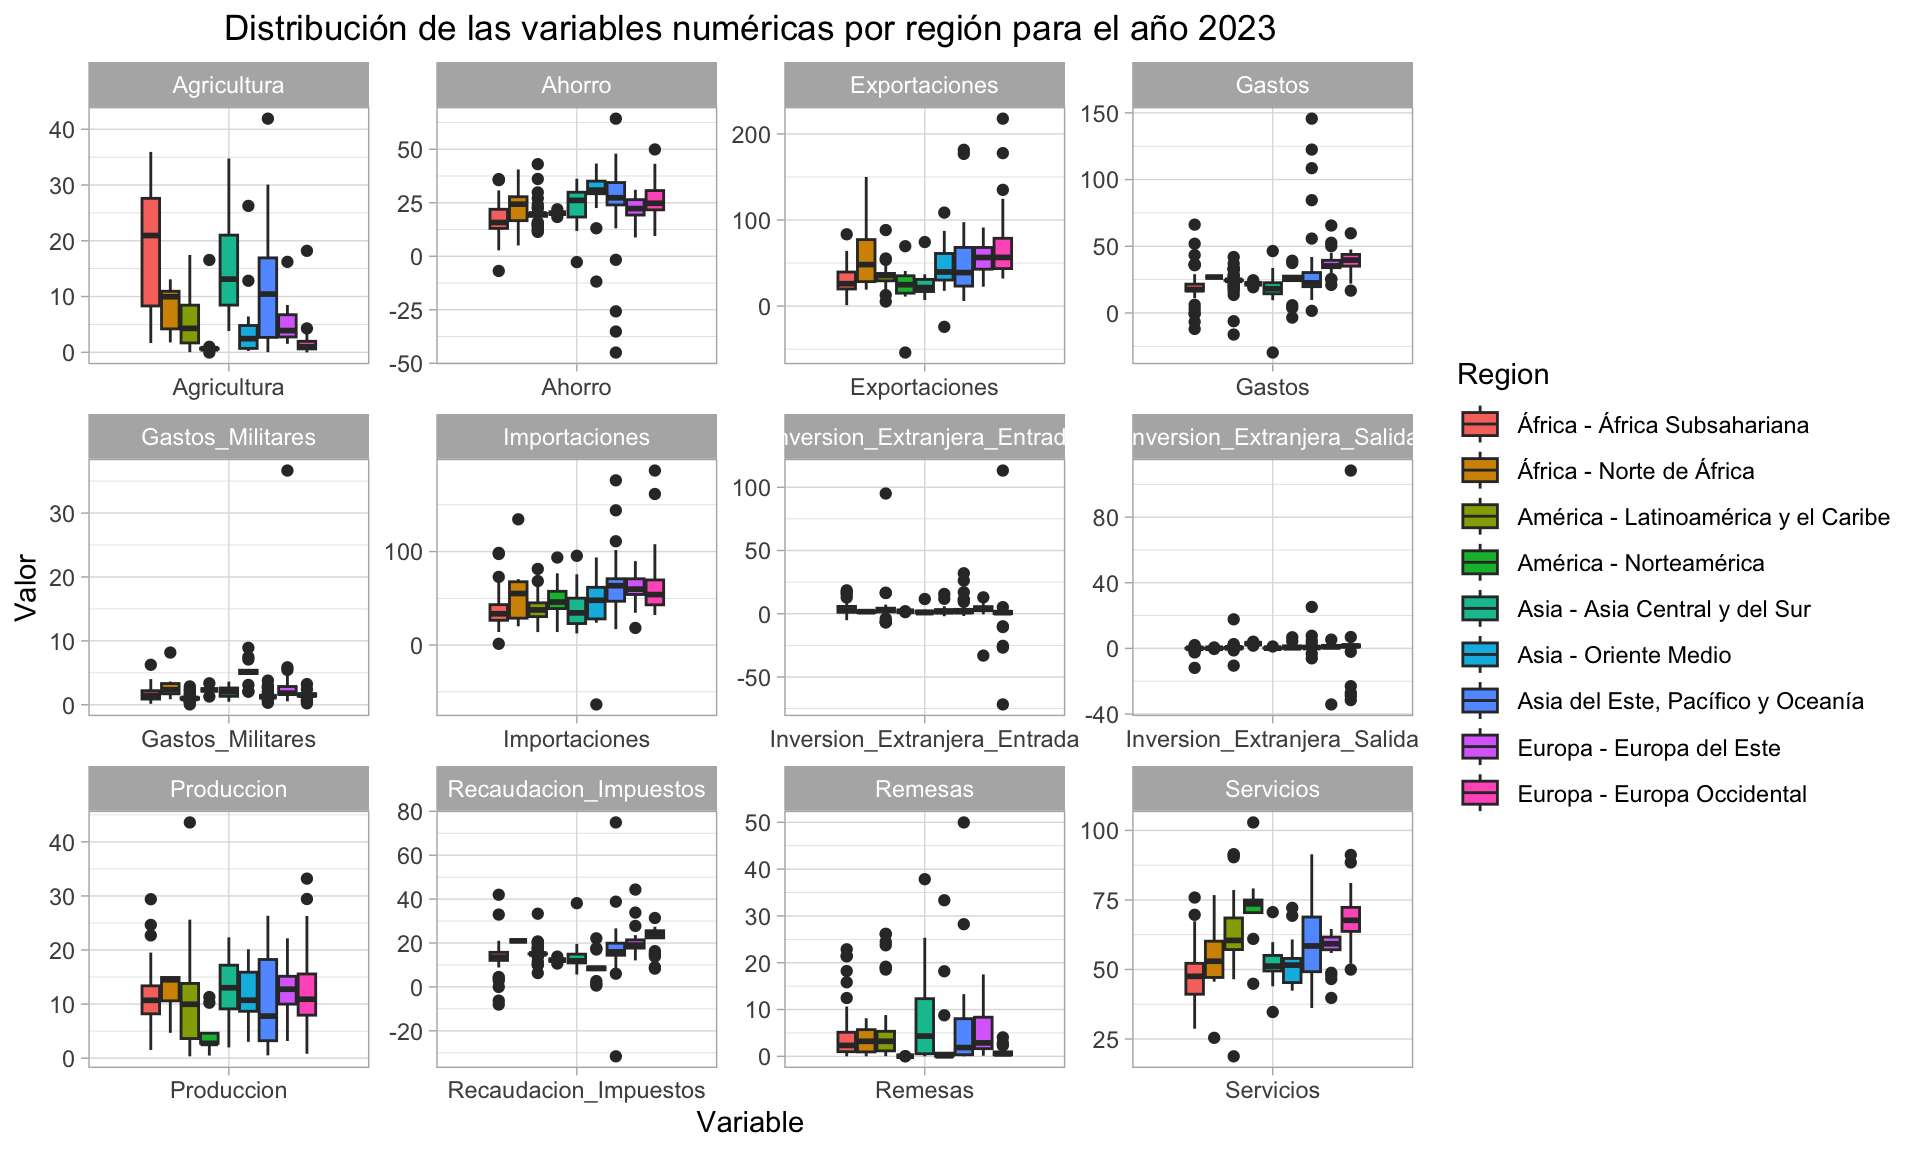 Distribución de las variables numéricas por región para el año 2023
Agricultura Ahorro Exportaciones Gastos
40
30
20
10
0
50
25
0
-25
-50
200
100
0
150
100
50
0
Agricultura Ahorro Exportaciones Gastos
Gastos_Militares Importaciones nversion_Extranjera_Entrad nversion_Extranjera_Salida
30
20
10
0
100
0
100
50
0
-50
80
40
0
-40
Gastos_Militares Importaciones Inversion_Extranjera_Entrada Inversion_Extranjera_Salida
Produccion Recaudacion_Impuestos Remesas Servicios
40
30
20
10
0
80
60
40
20
0
-20
50
40
30
20
10
0
100
75
50
25
Produccion Recaudacion_Impuestos Remesas Servicios
Valor
Variable
Region
África - África Subsahariana
África - Norte de África
América - Latinoamérica y el Caribe
América - Norteamérica
Asia - Asia Central y del Sur
Asia - Oriente Medio
Asia del Este, Pacífico y Oceanía
Europa - Europa del Este
Europa - Europa Occidental